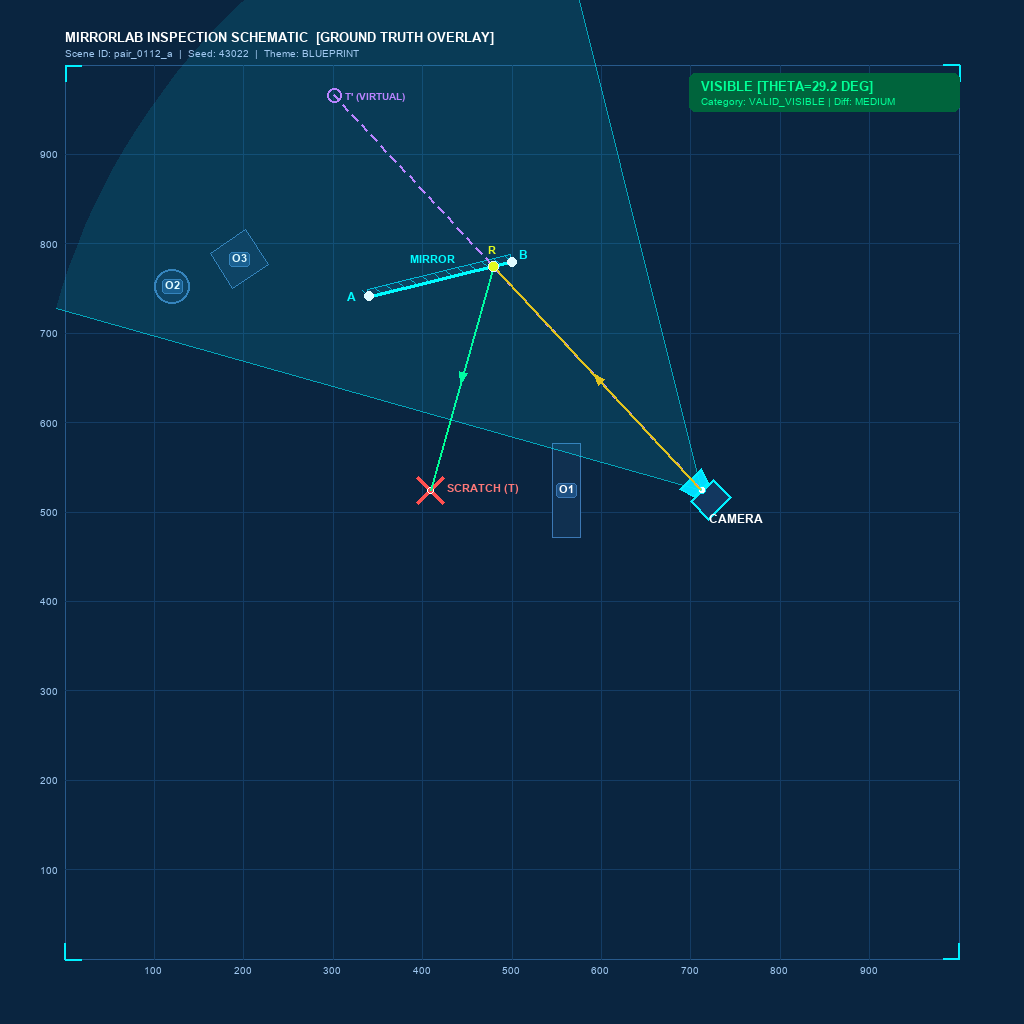 MIRRORLAB INSPECTION SCHEMATIC  [GROUND TRUTH OVERLAY]
Scene ID: pair_0112_a  |  Seed: 43022  |  Theme: BLUEPRINT
VISIBLE [THETA=29.2 DEG]
Category: VALID_VISIBLE | Diff: MEDIUM
T' (VIRTUAL)
900
800
R
B
MIRROR
O3
O2
A
700
600
SCRATCH (T)
O1
500
CAMERA
400
300
200
100
100 200 300 400 500 600 700 800 900